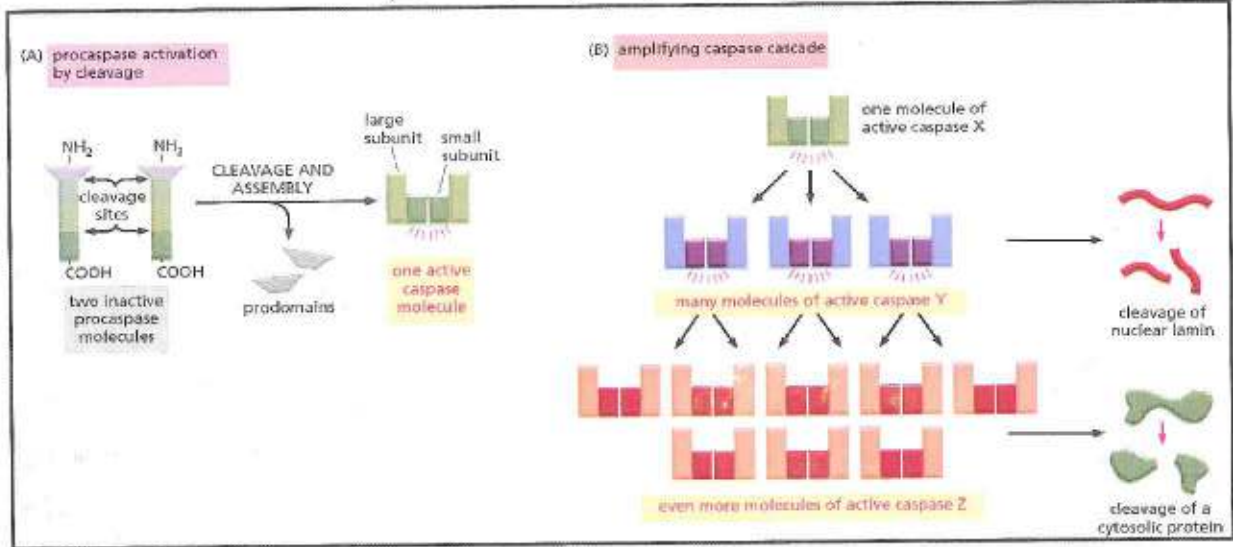 (A) procaspase activation
by cleavage
NH2
NH2
cleavage
sites
COOH
COOH
two inactive
procaspase
molecules
CLEAVAGE AND
ASSEMBLY
prodomains
large
subunit
small
subunit
one active
caspase
molecule
(B) amplifying caspase cascade
one molecule of
active caspase X
many molecules of active caspase Y
cleavage of
nuclear lamin
even more molecules of active caspase Z
cleavage of a
cytosolic protein